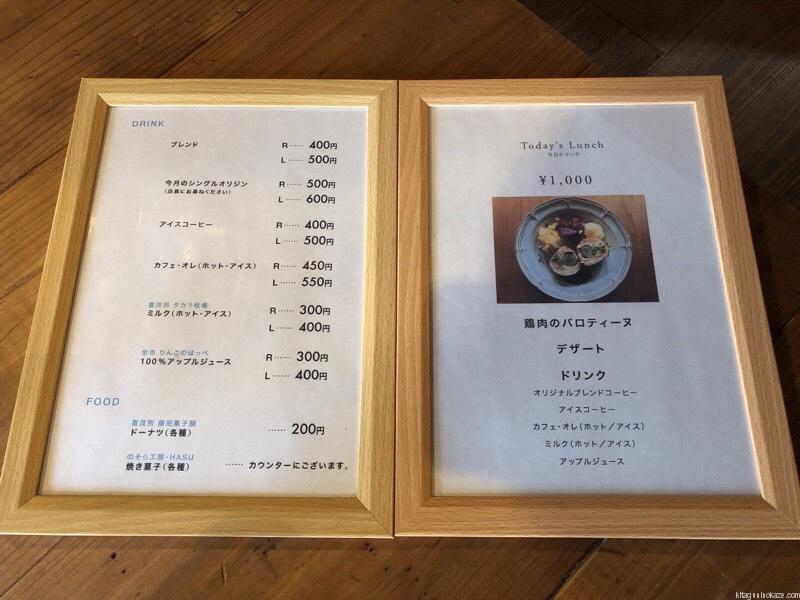 DRINK
ブレンド R …… 400円
L …… 500円
今月のシングルオリジン R …… 500円
(店員にお尋ねください) L …… 600円
アイスコーヒー R …… 400円
L …… 500円
カフェ・オレ(ホット・アイス) R …… 450円
L …… 550円
喜茂別 タカラ牧場
ミルク(ホット・アイス) R …… 300円
L …… 400円
余市 りんごのほっぺ
100%アップルジュース R …… 300円
L …… 400円
FOOD
喜茂別 藤田菓子舗
ドーナツ(各種) …… 200円
のそら工房・HASU
焼き菓子(各種) …… カウンターにございます。
Today's Lunch
今日のランチ
¥1,000
鶏肉のバロティーヌ
デザート
ドリンク
オリジナルブレンドコーヒー
アイスコーヒー
カフェ・オレ(ホット/アイス)
ミルク(ホット/アイス)
アップルジュース